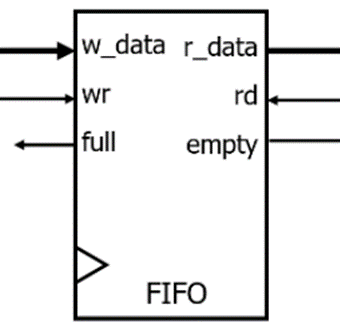 w_data r_data
wr rd
full empty
FIFO